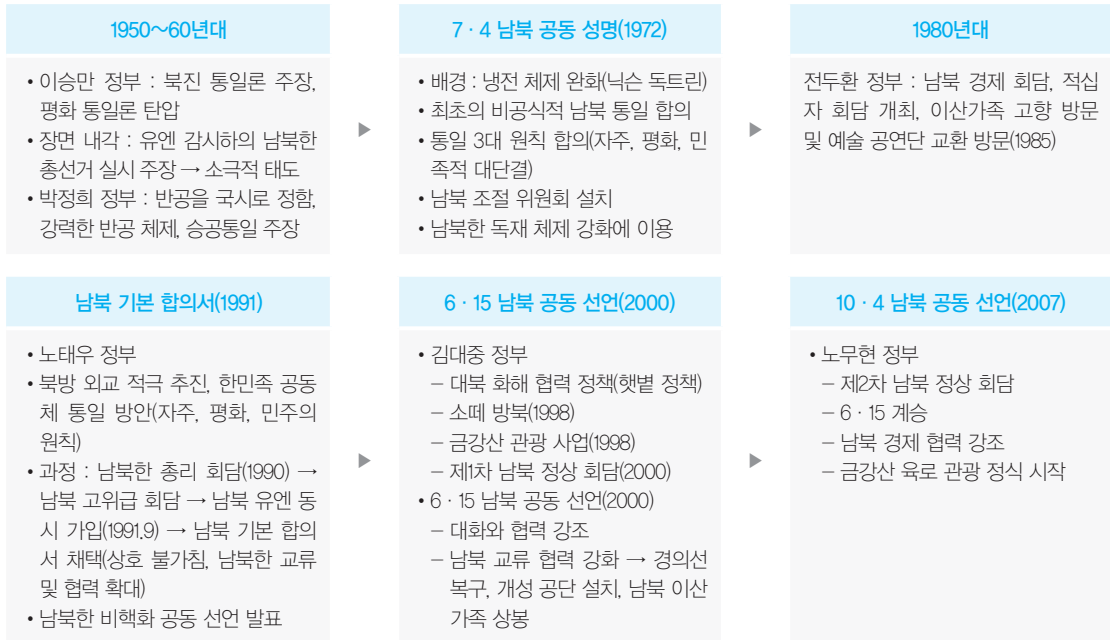 1950~60년대
• 이승만 정부 : 북진 통일론 주장,
평화 통일론 탄압
• 장면 내각 : 유엔 감시하의 남북한
총선거 실시 주장 → 소극적 태도
• 박정희 정부 : 반공을 국시로 정함,
강력한 반공 체제, 승공통일 주장
▶
7 · 4 남북 공동 성명(1972)
• 배경 : 냉전 체제 완화(닉슨 독트린)
• 최초의 비공식적 남북 통일 합의
• 통일 3대 원칙 합의(자주, 평화, 민
족적 대단결)
• 남북 조절 위원회 설치
• 남북한 독재 체제 강화에 이용
▶
1980년대
전두환 정부 : 남북 경제 회담, 적십
자 회담 개최, 이산가족 고향 방문
및 예술 공연단 교환 방문(1985)
남북 기본 합의서(1991)
• 노태우 정부
• 북방 외교 적극 추진, 한민족 공동
체 통일 방안(자주, 평화, 민주의
원칙)
• 과정 : 남북한 총리 회담(1990) →
남북 고위급 회담 → 남북 유엔 동
시 가입(1991.9) → 남북 기본 합의
서 채택(상호 불가침, 남북한 교류
및 협력 확대)
• 남북한 비핵화 공동 선언 발표
▶
6 · 15 남북 공동 선언(2000)
• 김대중 정부
– 대북 화해 협력 정책(햇볕 정책)
– 소떼 방북(1998)
– 금강산 관광 사업(1998)
– 제1차 남북 정상 회담(2000)
• 6 · 15 남북 공동 선언(2000)
– 대화와 협력 강조
– 남북 교류 협력 강화 → 경의선
복구, 개성 공단 설치, 남북 이산
가족 상봉
▶
10 · 4 남북 공동 선언(2007)
• 노무현 정부
– 제2차 남북 정상 회담
– 6 · 15 계승
– 남북 경제 협력 강조
– 금강산 육로 관광 정식 시작